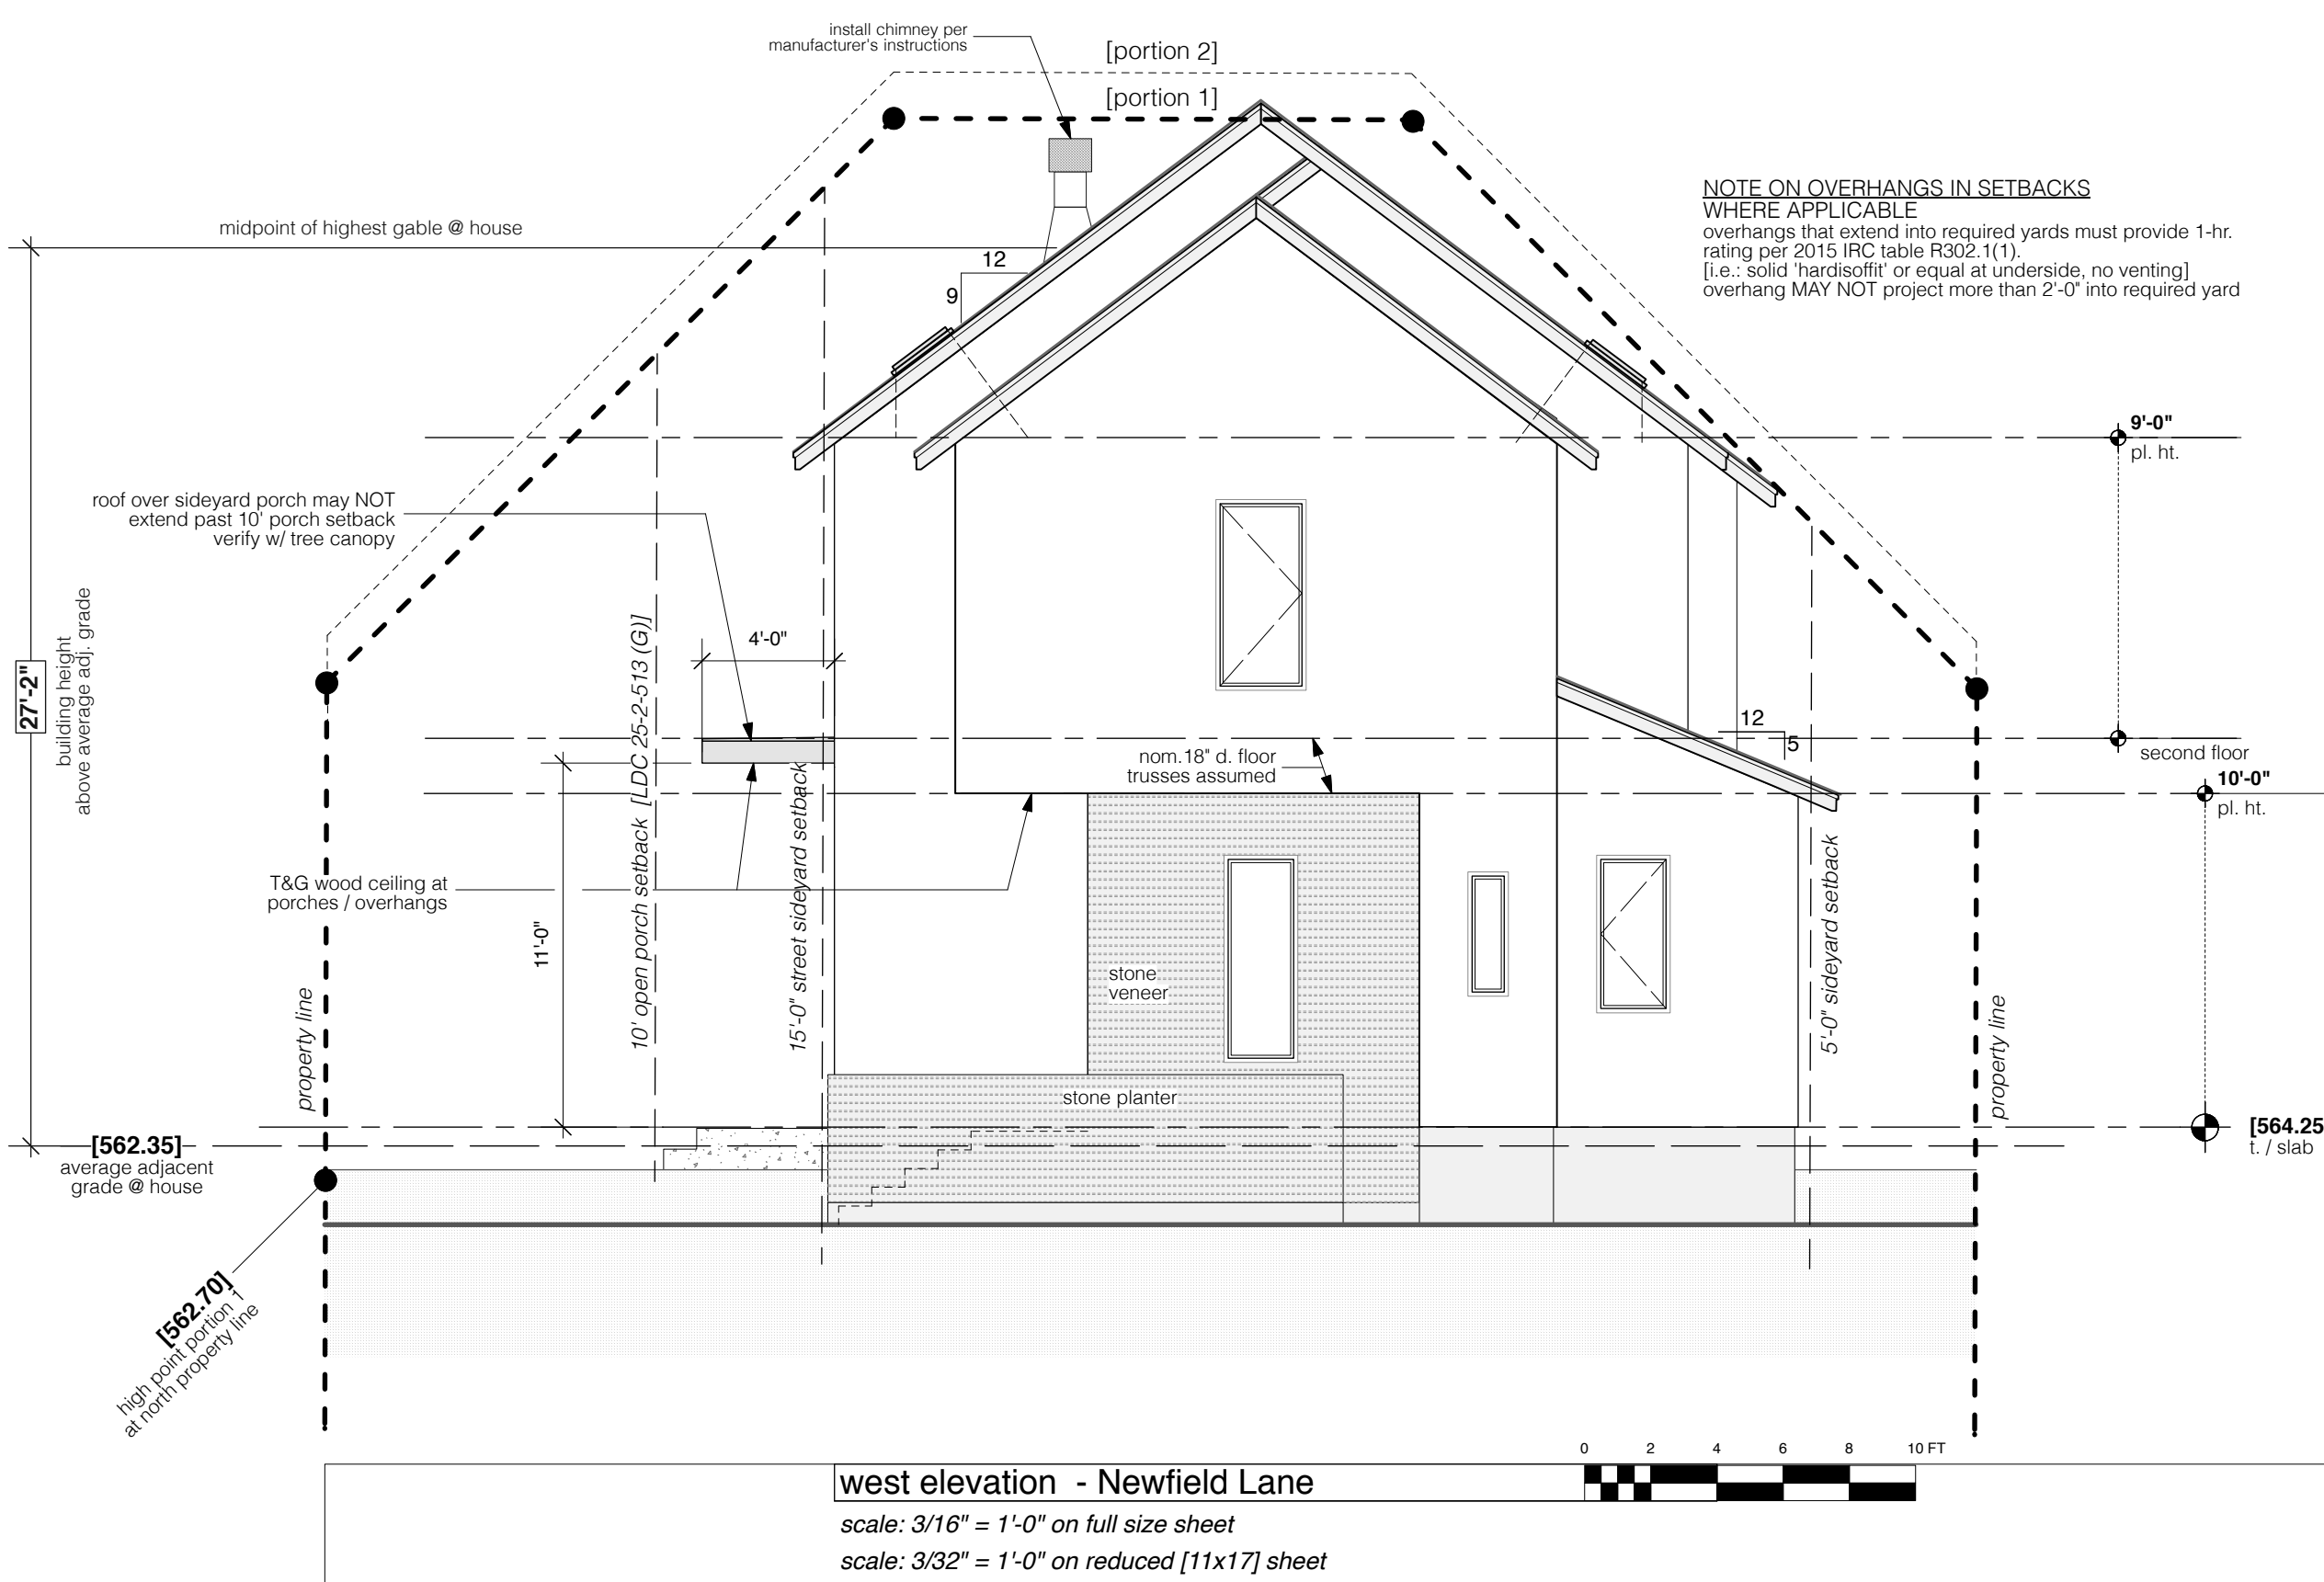 install chimney per
manufacturer's instructions
[portion 2]
[portion 1]
midpoint of highest gable @ house
NOTE ON OVERHANGS IN SETBACKS
WHERE APPLICABLE
overhangs that extend into required yards must provide 1-hr.
rating per 2015 IRC table R302.1(1).
[i.e.: solid 'hardisoffit' or equal at underside, no venting]
overhang MAY NOT project more than 2'-0" into required yard
12
9
9'-0"
pl. ht.
roof over sideyard porch may NOT
extend past 10' porch setback
verify w/ tree canopy
27'-2"
building height
above average adj. grade
4'-0"
10' open porch setback [LDC 25-2-513 (G)]
15'-0" street sideyard setback
12
5
nom.18" d. floor
trusses assumed
second floor
10'-0"
pl. ht.
T&G wood ceiling at
porches / overhangs
11'-0"
stone
veneer
5'-0" sideyard setback
property line
property line
stone planter
[562.35]
average adjacent
grade @ house
[564.25
t. / slab
[562.70]
high point portion 1
at north property line
0 2 4 6 8 10 FT
west elevation - Newfield Lane
scale: 3/16" = 1'-0" on full size sheet
scale: 3/32" = 1'-0" on reduced [11x17] sheet